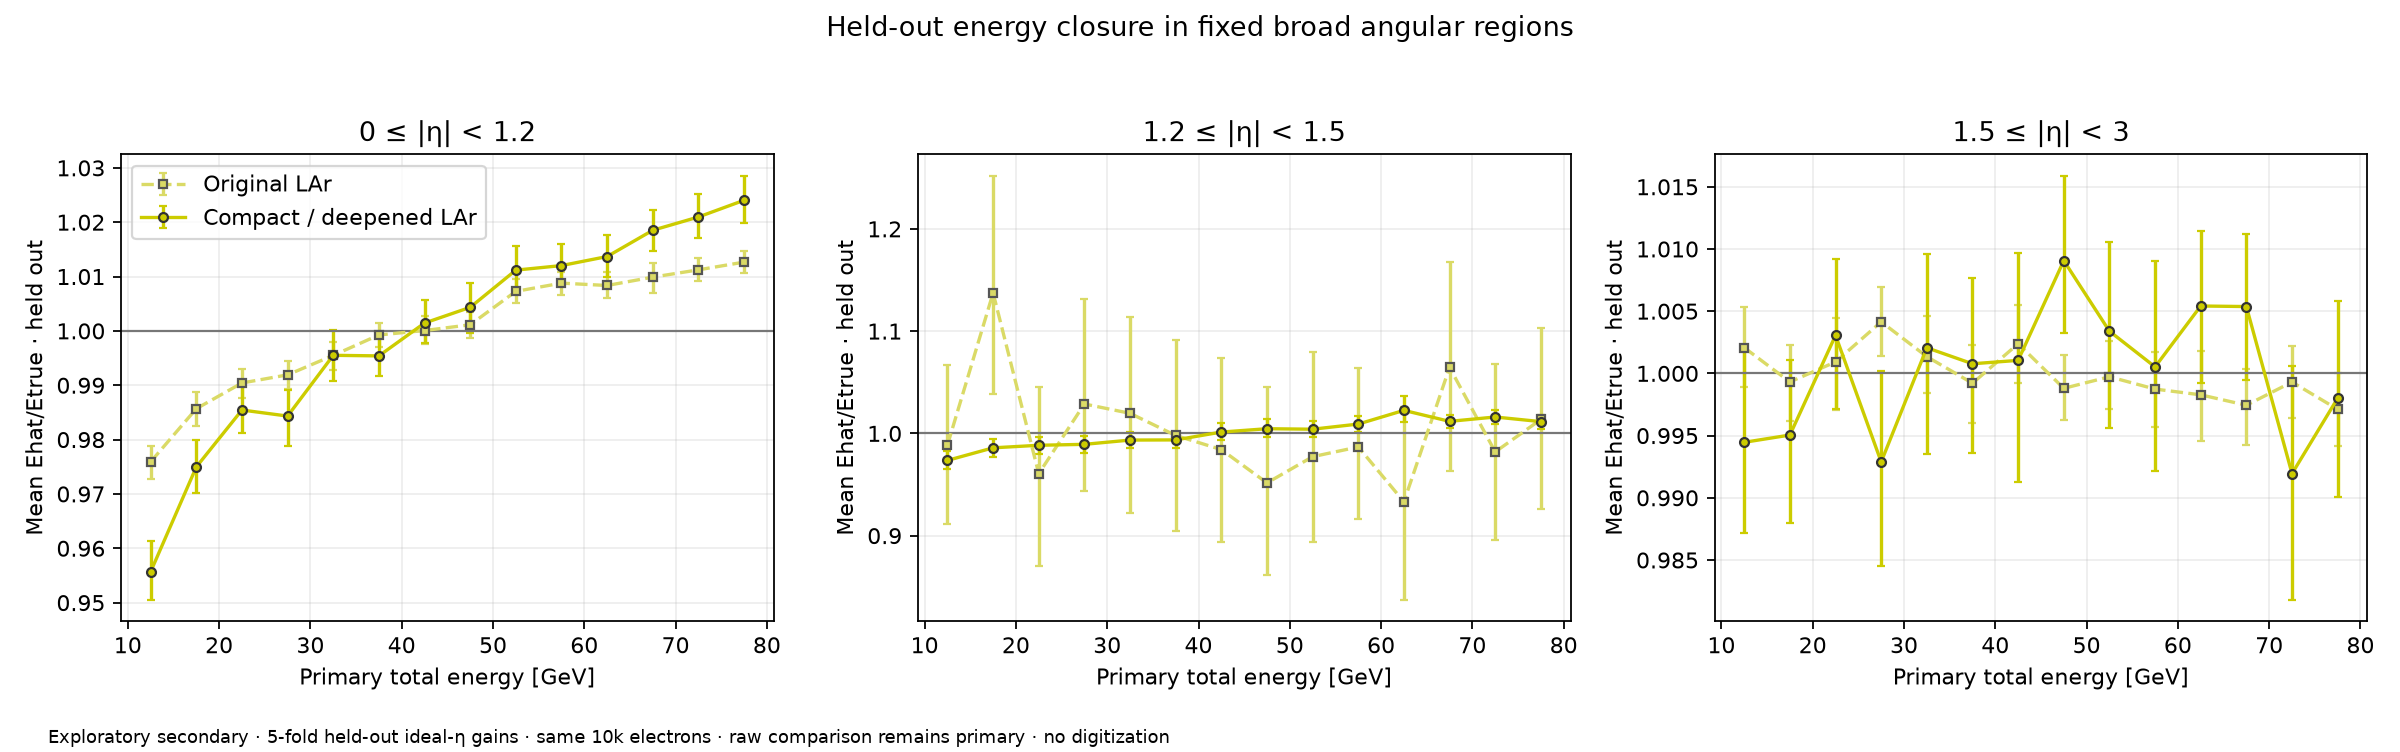 Held-out energy closure in fixed broad angular regions
0 ≤ |η| < 1.2
Mean Ehat/Etrue · held out
1.03
1.02
1.01
1.00
0.99
0.98
0.97
0.96
0.95
Original LAr
Compact / deepened LAr
10 20 30 40 50 60 70 80
Primary total energy [GeV]
1.2 ≤ |η| < 1.5
Mean Ehat/Etrue · held out
1.2
1.1
1.0
0.9
10 20 30 40 50 60 70 80
Primary total energy [GeV]
1.5 ≤ |η| < 3
Mean Ehat/Etrue · held out
1.015
1.010
1.005
1.000
0.995
0.990
0.985
10 20 30 40 50 60 70 80
Primary total energy [GeV]
Exploratory secondary · 5-fold held-out ideal-η gains · same 10k electrons · raw comparison remains primary · no digitization